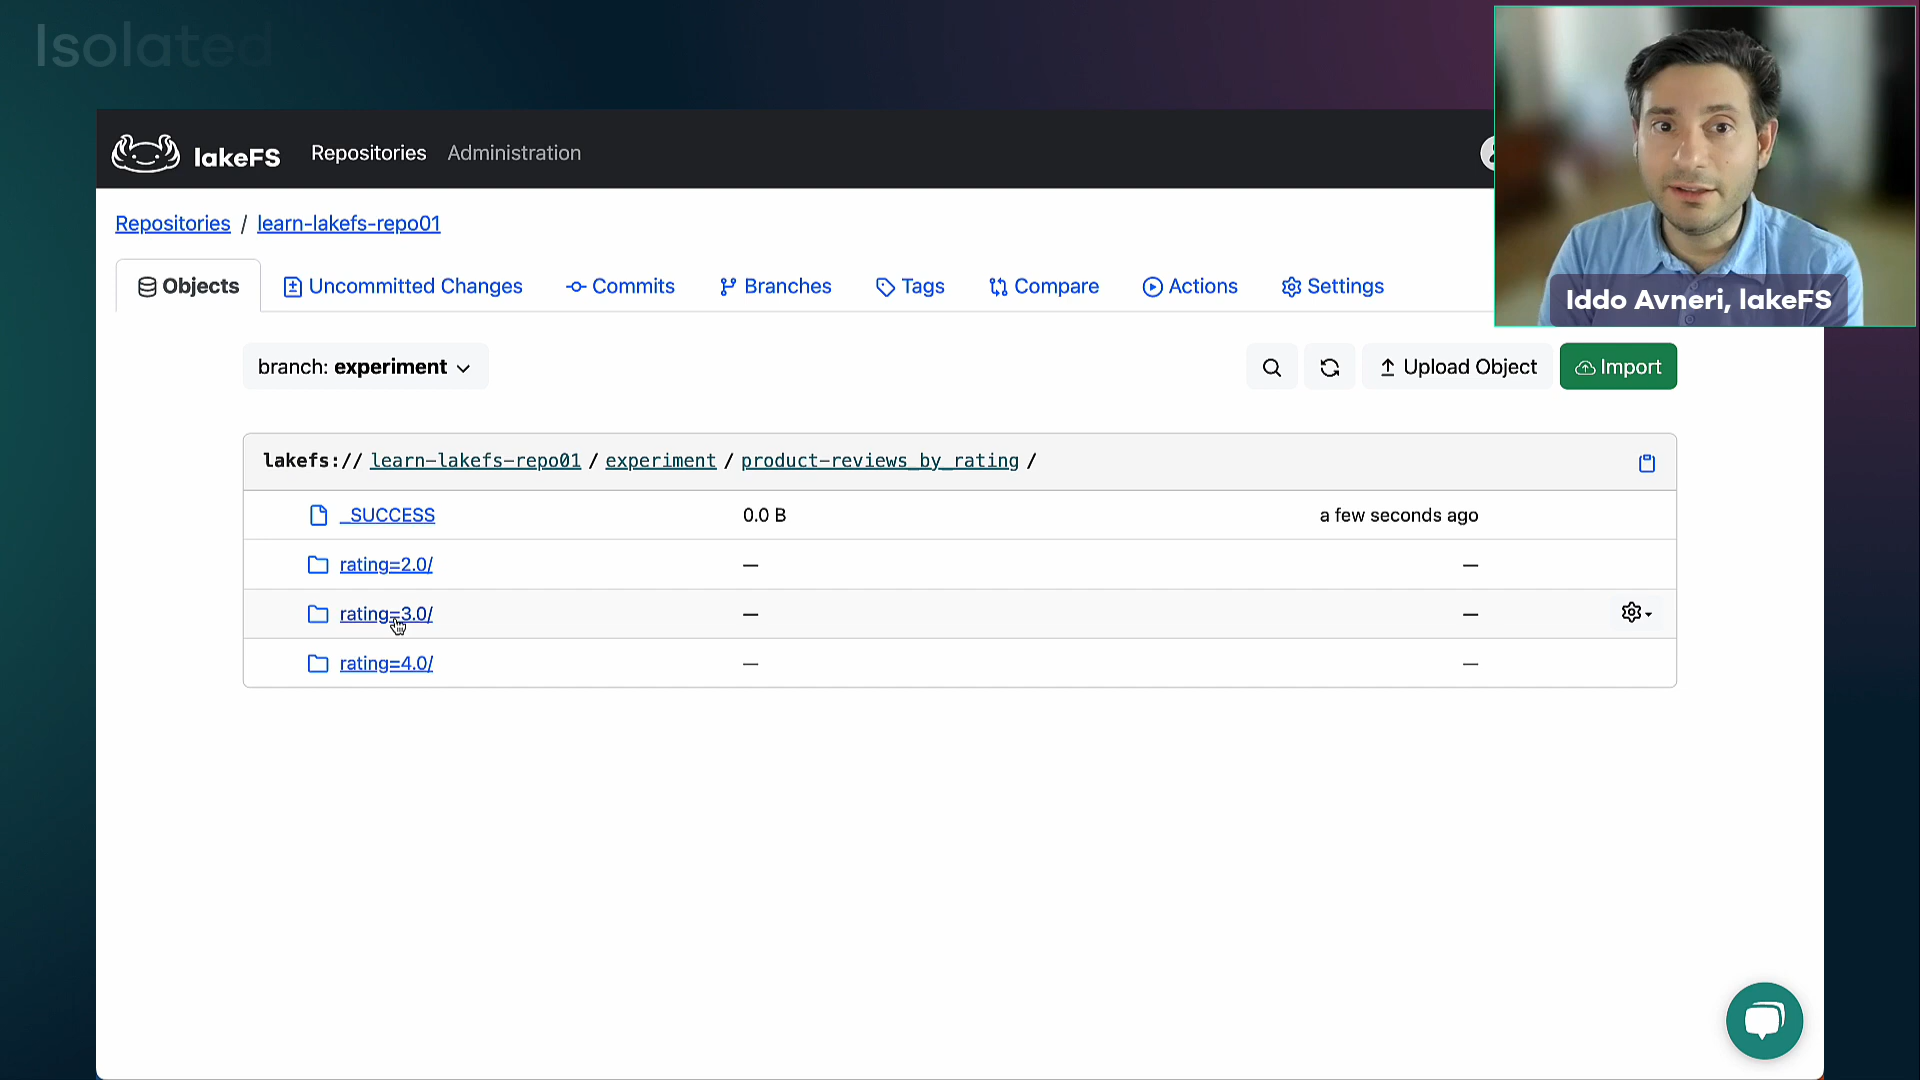 Isolated
lakeFS Repositories Administration
Repositories / learn-lakefs-repo01
Objects Uncommitted Changes Commits Branches Tags Compare Actions Settings
Iddo Avneri, lakeFS
branch: experiment Upload Object Import
lakefs:// learn-lakefs-repo01 / experiment / product-reviews_by_rating /
_SUCCESS 0.0 B a few seconds ago
rating=2.0/ — —
rating=3.0/ — —
rating=4.0/ — —